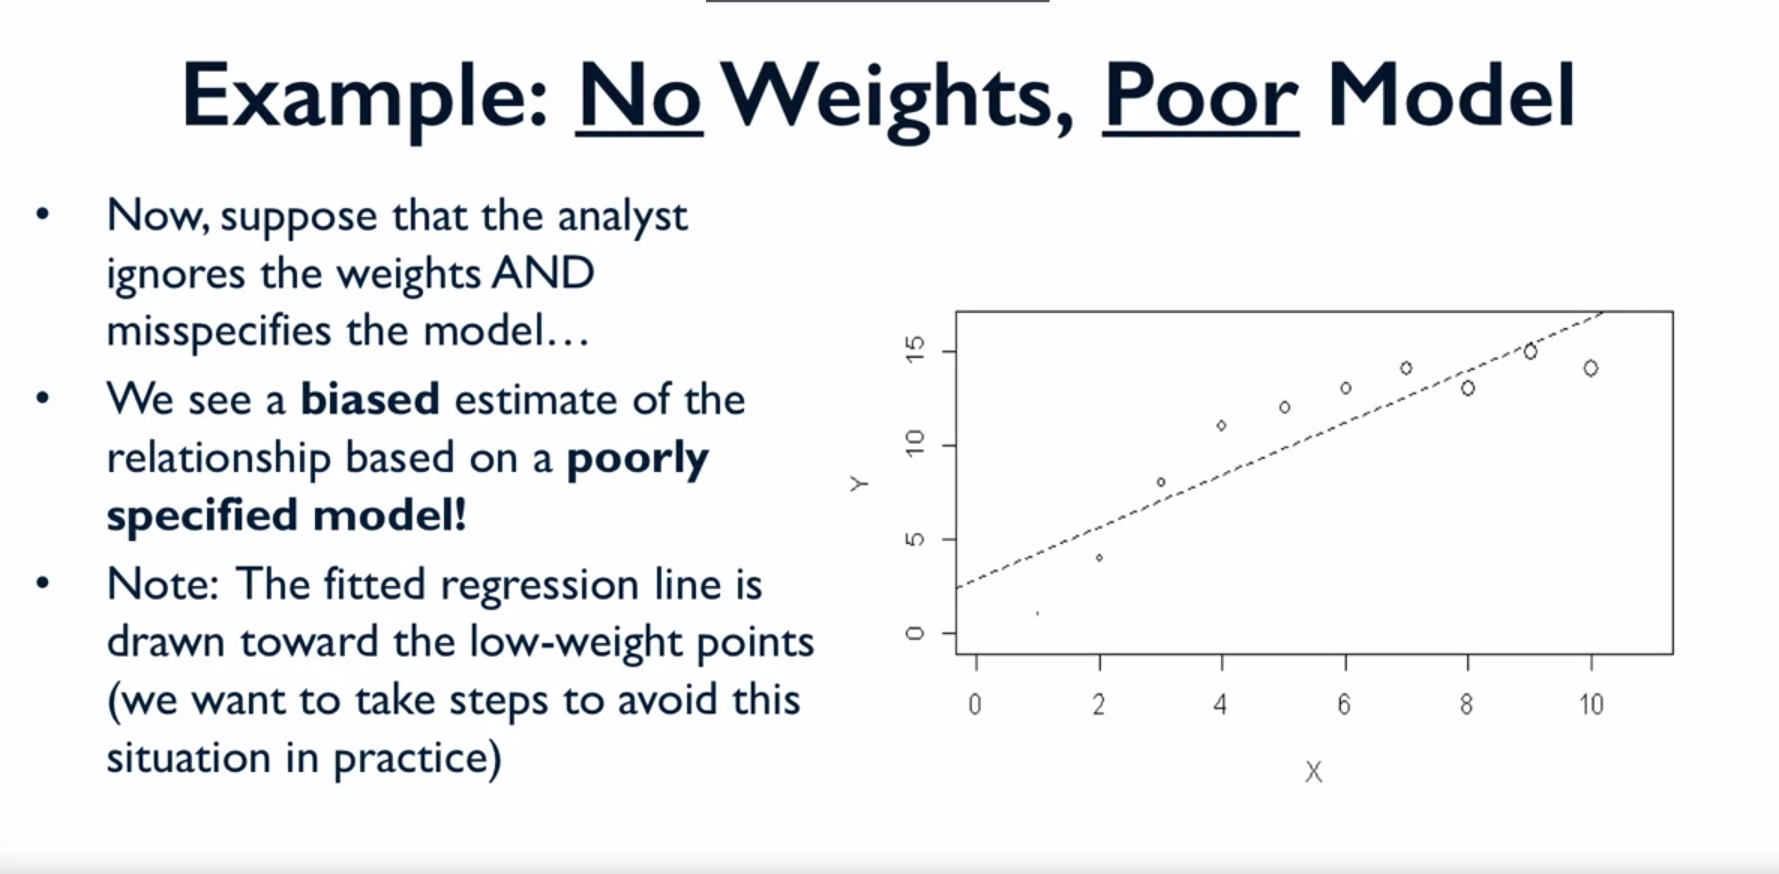 Example: No Weights, Poor Model
• Now, suppose that the analyst
ignores the weights AND
misspecifies the model…
• We see a biased estimate of the
relationship based on a poorly
specified model!
• Note: The fitted regression line is
drawn toward the low-weight points
(we want to take steps to avoid this
situation in practice)
15
10
5
0
Y
0 2 4 6 8 10
X